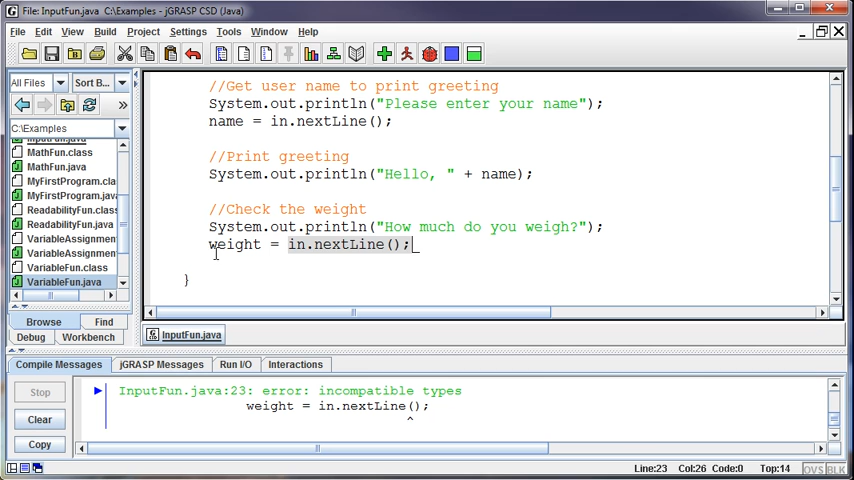 File: InputFun.java  C:\Examples - jGRASP CSD (Java)
File Edit View Build Project Settings Tools Window Help
All Files Sort B...
»
C:\Examples
InputFun.java
MathFun.class
MathFun.java
MyFirstProgram.cla
MyFirstProgram.jav
ReadabilityFun.clas
ReadabilityFun.java
VariableAssignmen
VariableAssignmen
VariableFun.class
VariableFun.java
Browse Find
Debug Workbench
//Get user name to print greeting
System.out.println("Please enter your name");
name = in.nextLine();
//Print greeting
System.out.println("Hello, " + name);
//Check the weight
System.out.println("How much do you weigh?");
weight = in.nextLine();
}
InputFun.java
Compile Messages jGRASP Messages Run I/O Interactions
Stop
Clear
Copy
InputFun.java:23: error: incompatible types
weight = in.nextLine();
^
Line:23 Col:26 Code:0 Top:14 OVS BLK